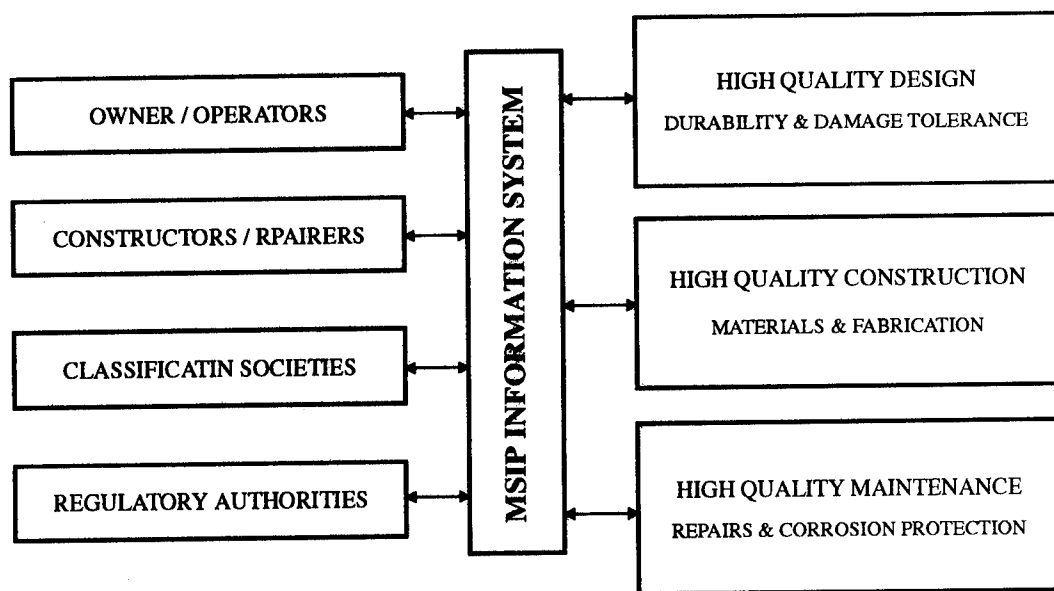 OWNER / OPERATORS
CONSTRUCTORS / RPAIRERS
CLASSIFICATIN SOCIETIES
REGULATORY AUTHORITIES
MSIP INFORMATION SYSTEM
HIGH QUALITY DESIGN
DURABILITY & DAMAGE TOLERANCE
HIGH QUALITY CONSTRUCTION
MATERIALS & FABRICATION
HIGH QUALITY MAINTENANCE
REPAIRS & CORROSION PROTECTION